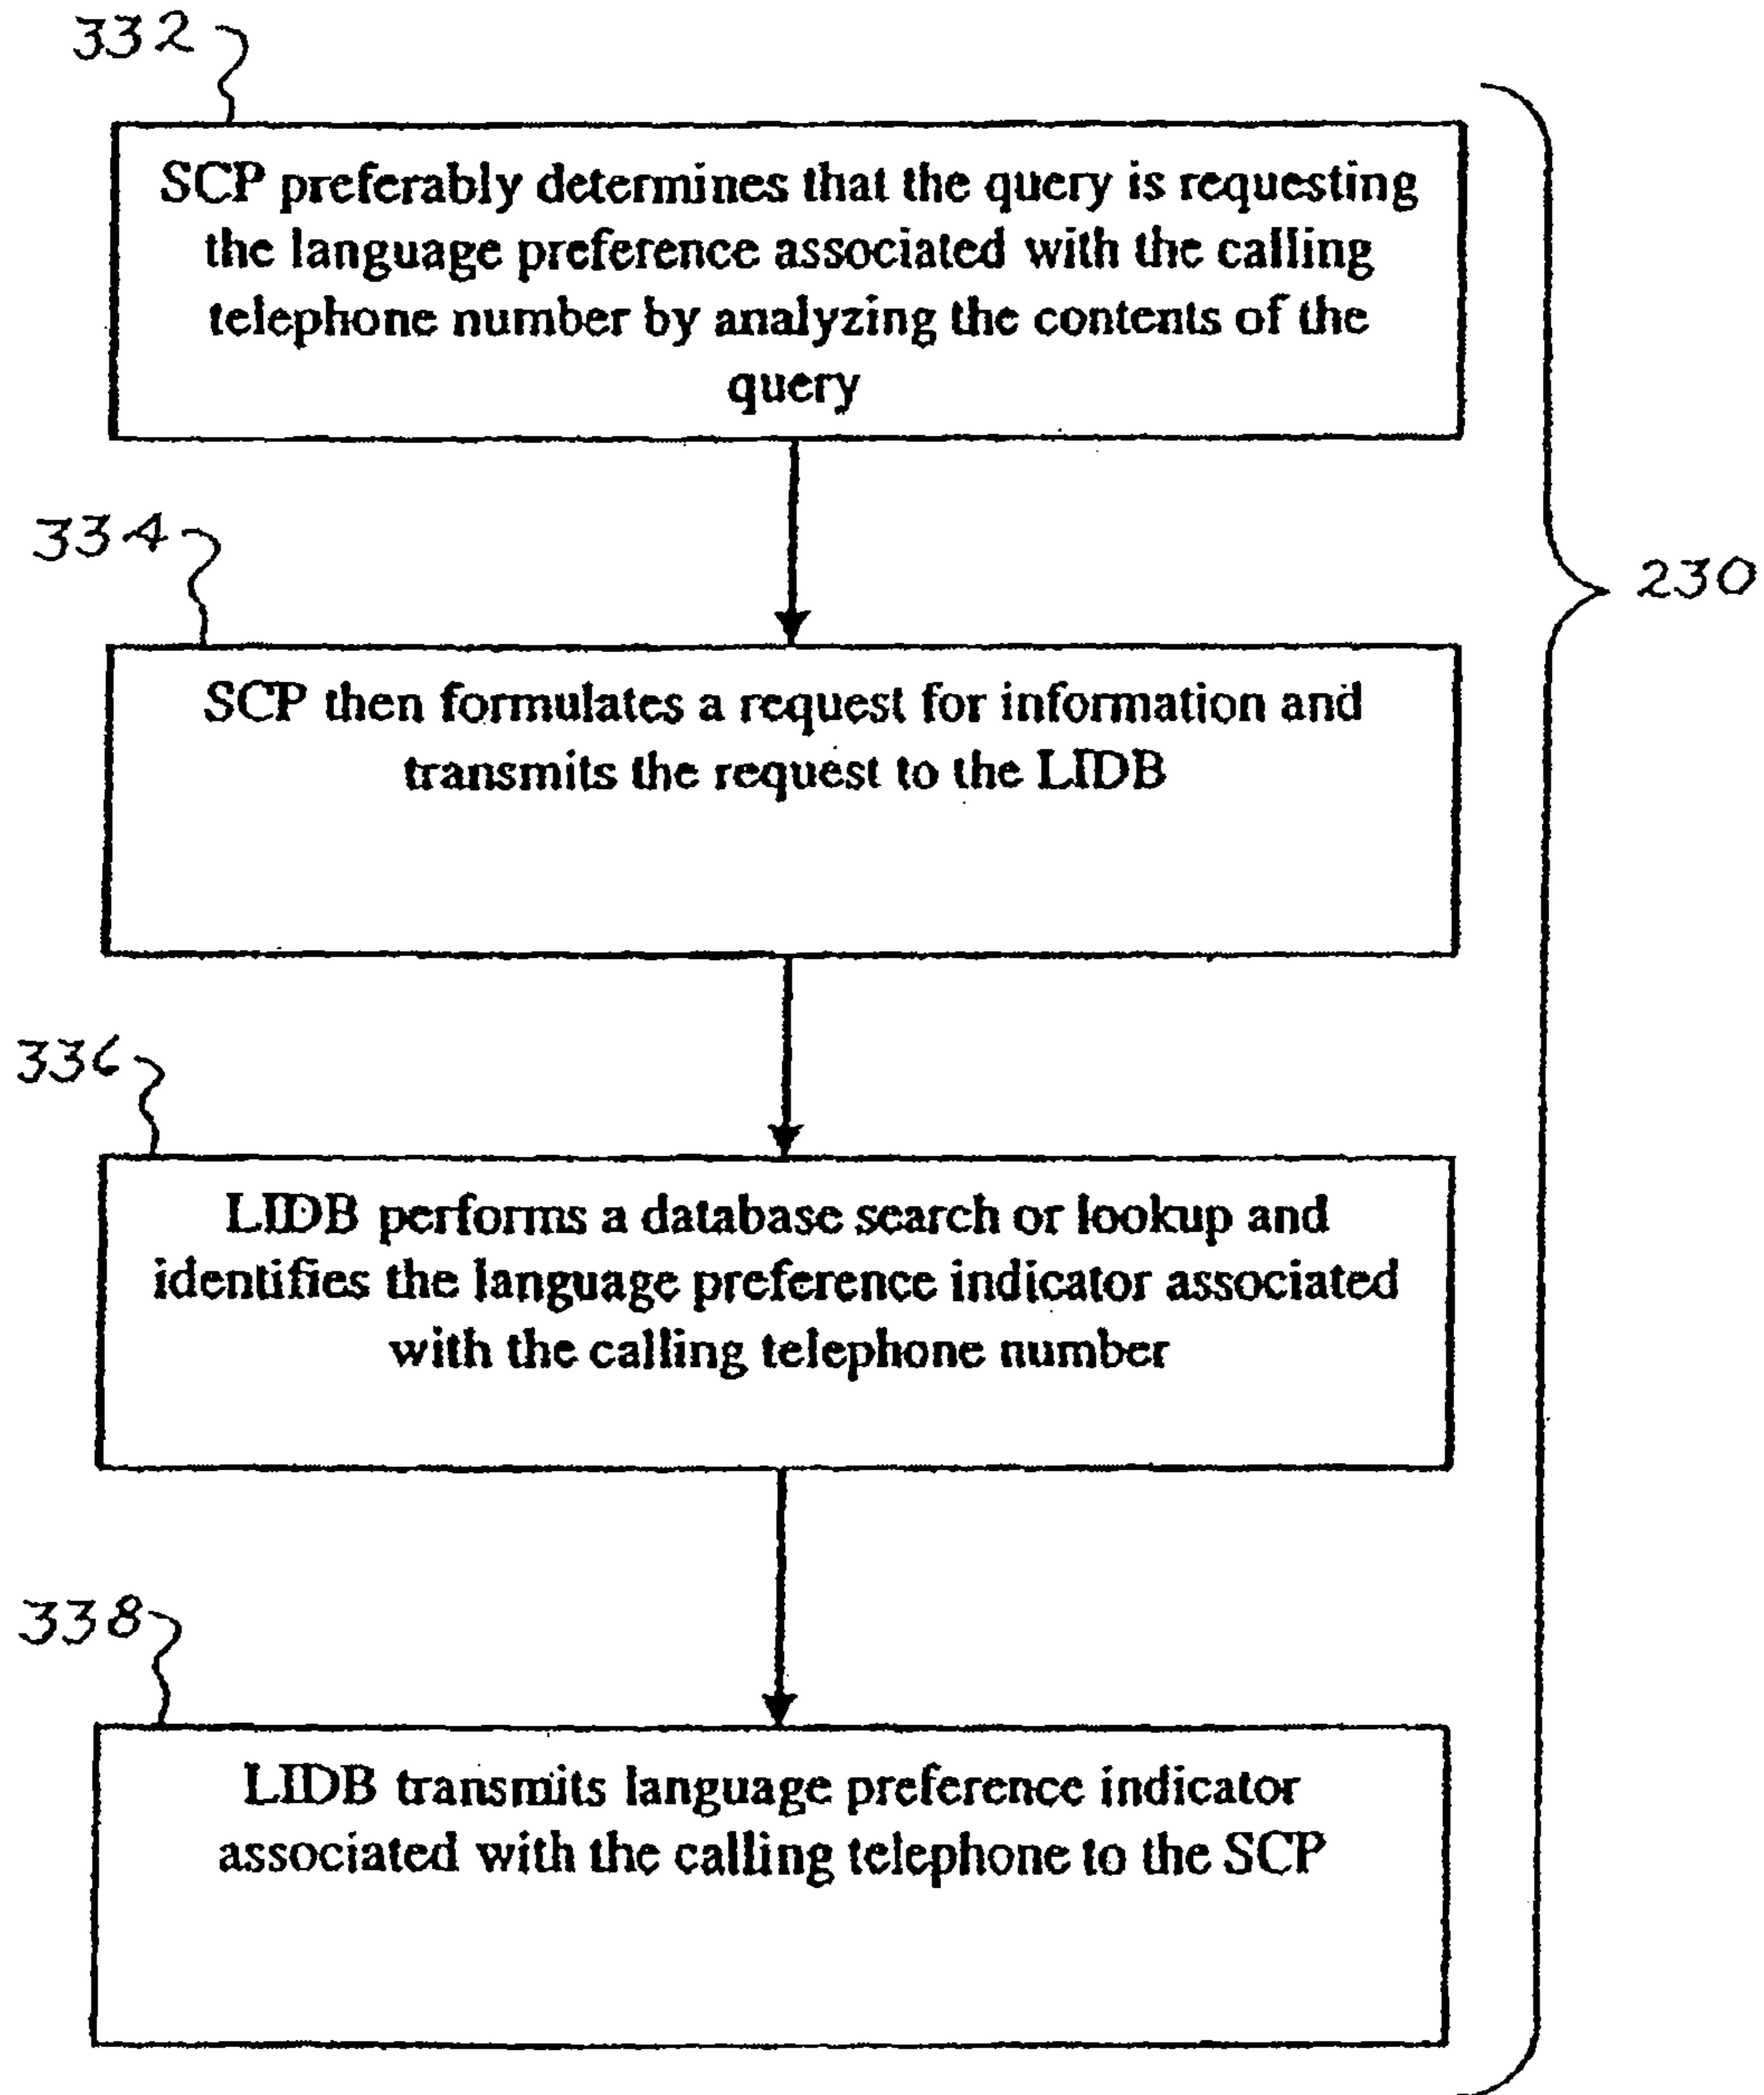 332
SCP preferably determines that the query is requesting
the language preference associated with the calling
telephone number by analyzing the contents of the
query
334
230
SCP then formulates a request for information and
transmits the request to the LIDB
336
LIDB performs a database search or lookup and
identifies the language preference indicator associated
with the calling telephone number
338
LIDB transmits language preference indicator
associated with the calling telephone to the SCP